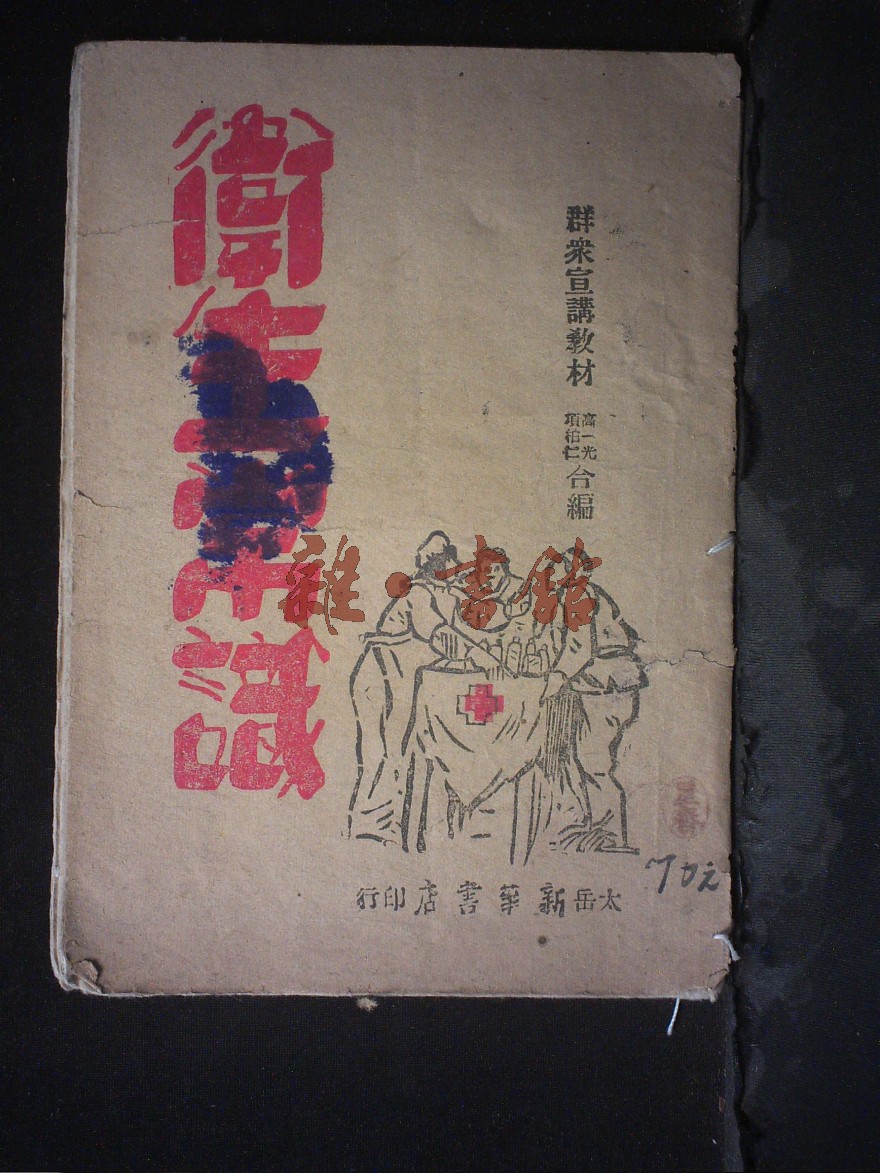 群衆宣講教材
高一光
項柏仁
合編
衛生常識
雜·書館
太岳新華書店印行
70元